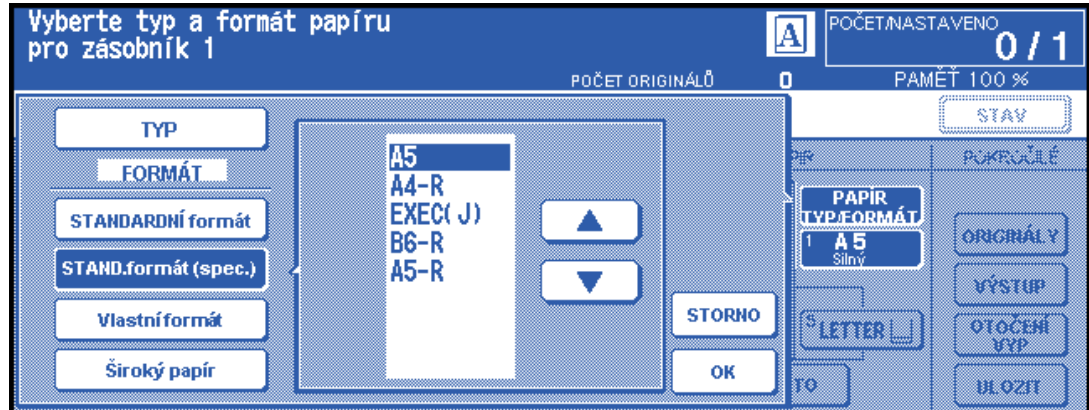 Vyberte typ a formát papíru
pro zásobník 1
A
POČET/NASTAVENO
0 / 1
POČET ORIGINÁLŮ 0 PAMĚŤ 100 %
STAV
TYP
FORMÁT
STANDARDNÍ formát
STAND.formát (spec.)
Vlastní formát
Široký papír
A5
A4-R
EXEC(J)
B6-R
A5-R
STORNO
OK
POKROČILÉ
PAPÍR
TYP/FORMÁT
1 A5
Silný
5 LETTER
ORIGINÁLY
VÝSTUP
OTOČENÍ
VYP
ULOZIT